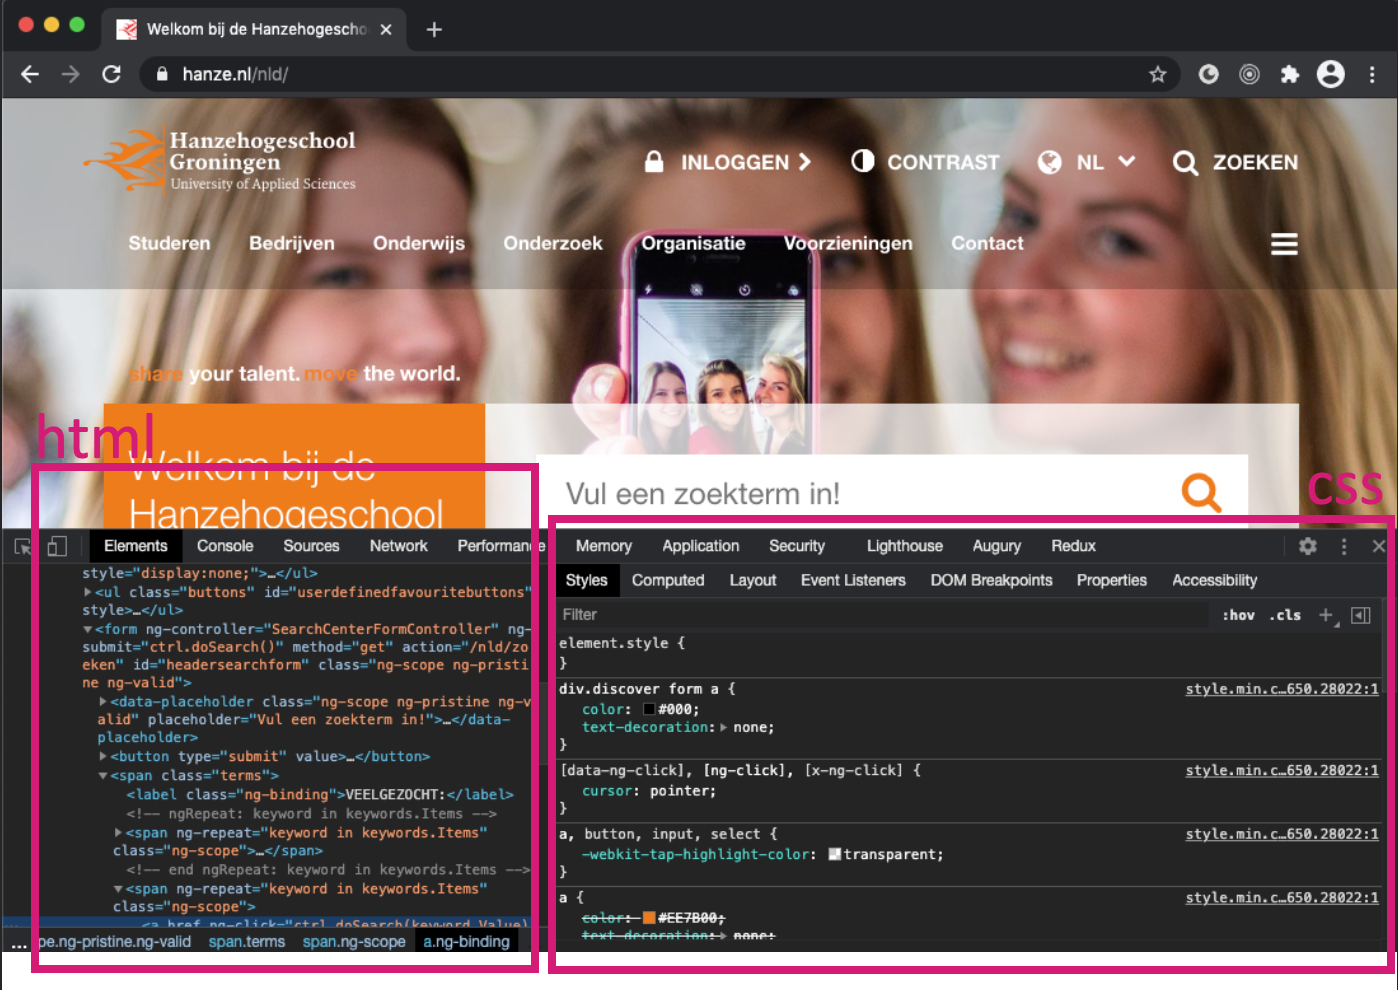 Welkom bij de Hanzehogescho
hanze.nl/nld/
Hanzehogeschool
Groningen
University of Applied Sciences
INLOGGEN
CONTRAST
NL
ZOEKEN
Studeren
Bedrijven
Onderwijs
Onderzoek
Organisatie
Voorzieningen
Contact
share your talent. move the world.
html
Welkom bij de
Hanzehogeschool
Vul een zoekterm in!
css
Elements
Console
Sources
Network
Performance
Memory
Application
Security
Lighthouse
Augury
Redux
style="display:none;">…</ul>
▶<ul class="buttons" id="userdefinedfavouritebuttons"
style>…</ul>
▼<form ng-controller="SearchCenterFormController" ng-
submit="ctrl.doSearch()" method="get" action="/nld/zo
eken" id="headersearchform" class="ng-scope ng-pristi
ne ng-valid">
▶<data-placeholder class="ng-scope ng-pristine ng-v
alid" placeholder="Vul een zoekterm in!">…</data-
placeholder>
▶<button type="submit" value>…</button>
▼<span class="terms">
<label class="ng-binding">VEELGEZOCHT:</label>
<!-- ngRepeat: keyword in keywords.Items -->
▶<span ng-repeat="keyword in keywords.Items"
class="ng-scope">…</span>
<!-- end ngRepeat: keyword in keywords.Items -->
▼<span ng-repeat="keyword in keywords.Items"
class="ng-scope">
<a href ng-click="ctrl.doSearch(keyword.Value)
... pe.ng-pristine.ng-valid span.terms span.ng-scope a.ng-binding
Styles
Computed
Layout
Event Listeners
DOM Breakpoints
Properties
Accessibility
Filter
:hov .cls +
element.style {
}
div.discover form a { style.min.c…650.28022:1
color: #000;
text-decoration:▶ none;
}
[data-ng-click], [ng-click], [x-ng-click] { style.min.c…650.28022:1
cursor: pointer;
}
a, button, input, select { style.min.c…650.28022:1
-webkit-tap-highlight-color: transparent;
}
a { style.min.c…650.28022:1
color: #EE7B00;
text-decoration:▶ none;